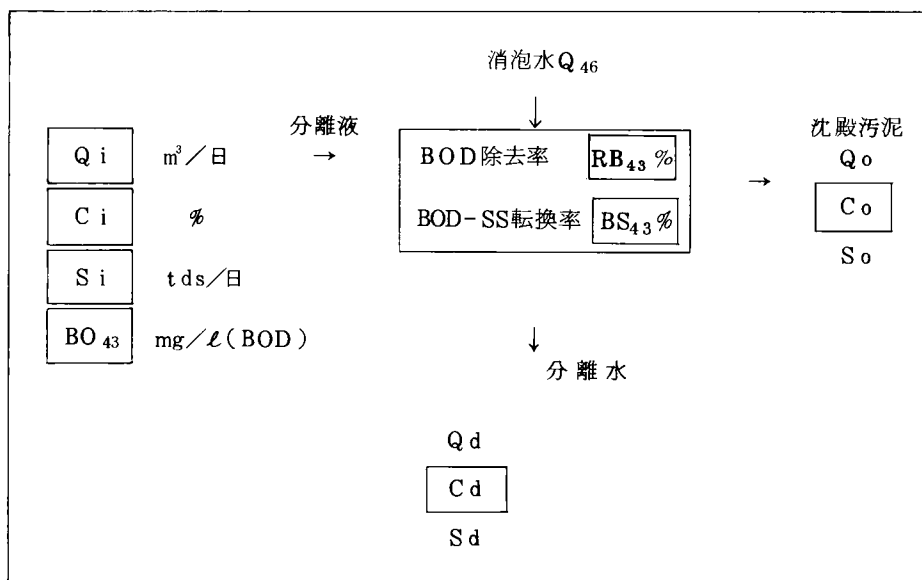 消泡水Q46
↓
分離液
→
Qi m³/日
Ci %
Si tds/日
BO43 mg/ℓ(BOD)
BOD除去率 RB43%
BOD-SS転換率 BS43%
→
沈殿汚泥
Qo
Co
So
↓
分離水
Qd
Cd
Sd